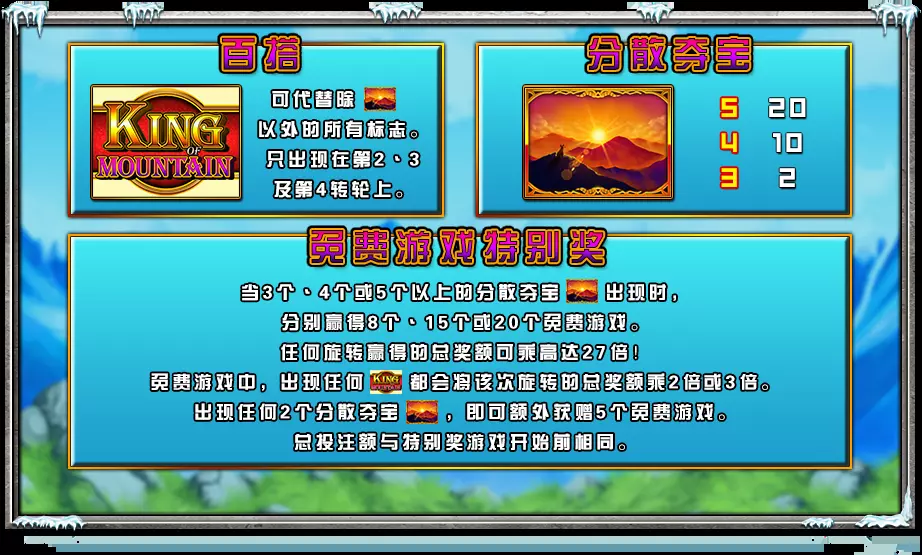 百搭
KING
OF
MOUNTAIN
可代替除
以外的所有标志。
只出现在第2、3
及第4转轮上。
分散夺宝
5 20
4 10
3 2
免费游戏特别奖
当3个、4个或5个以上的分散夺宝 出现时，
分别赢得8个、15个或20个免费游戏。
任何旋转赢得的总奖额可乘高达27倍！
免费游戏中，出现任何 KING OF MOUNTAIN 都会将该次旋转的总奖额乘2倍或3倍。
出现任何2个分散夺宝 ，即可额外获赠5个免费游戏。
总投注额与特别奖游戏开始前相同。